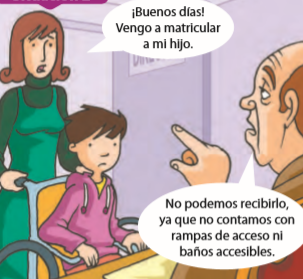 ¡Buenos días!
Vengo a matricular
a mi hijo.
No podemos recibirlo,
ya que no contamos con
rampas de acceso ni
baños accesibles.